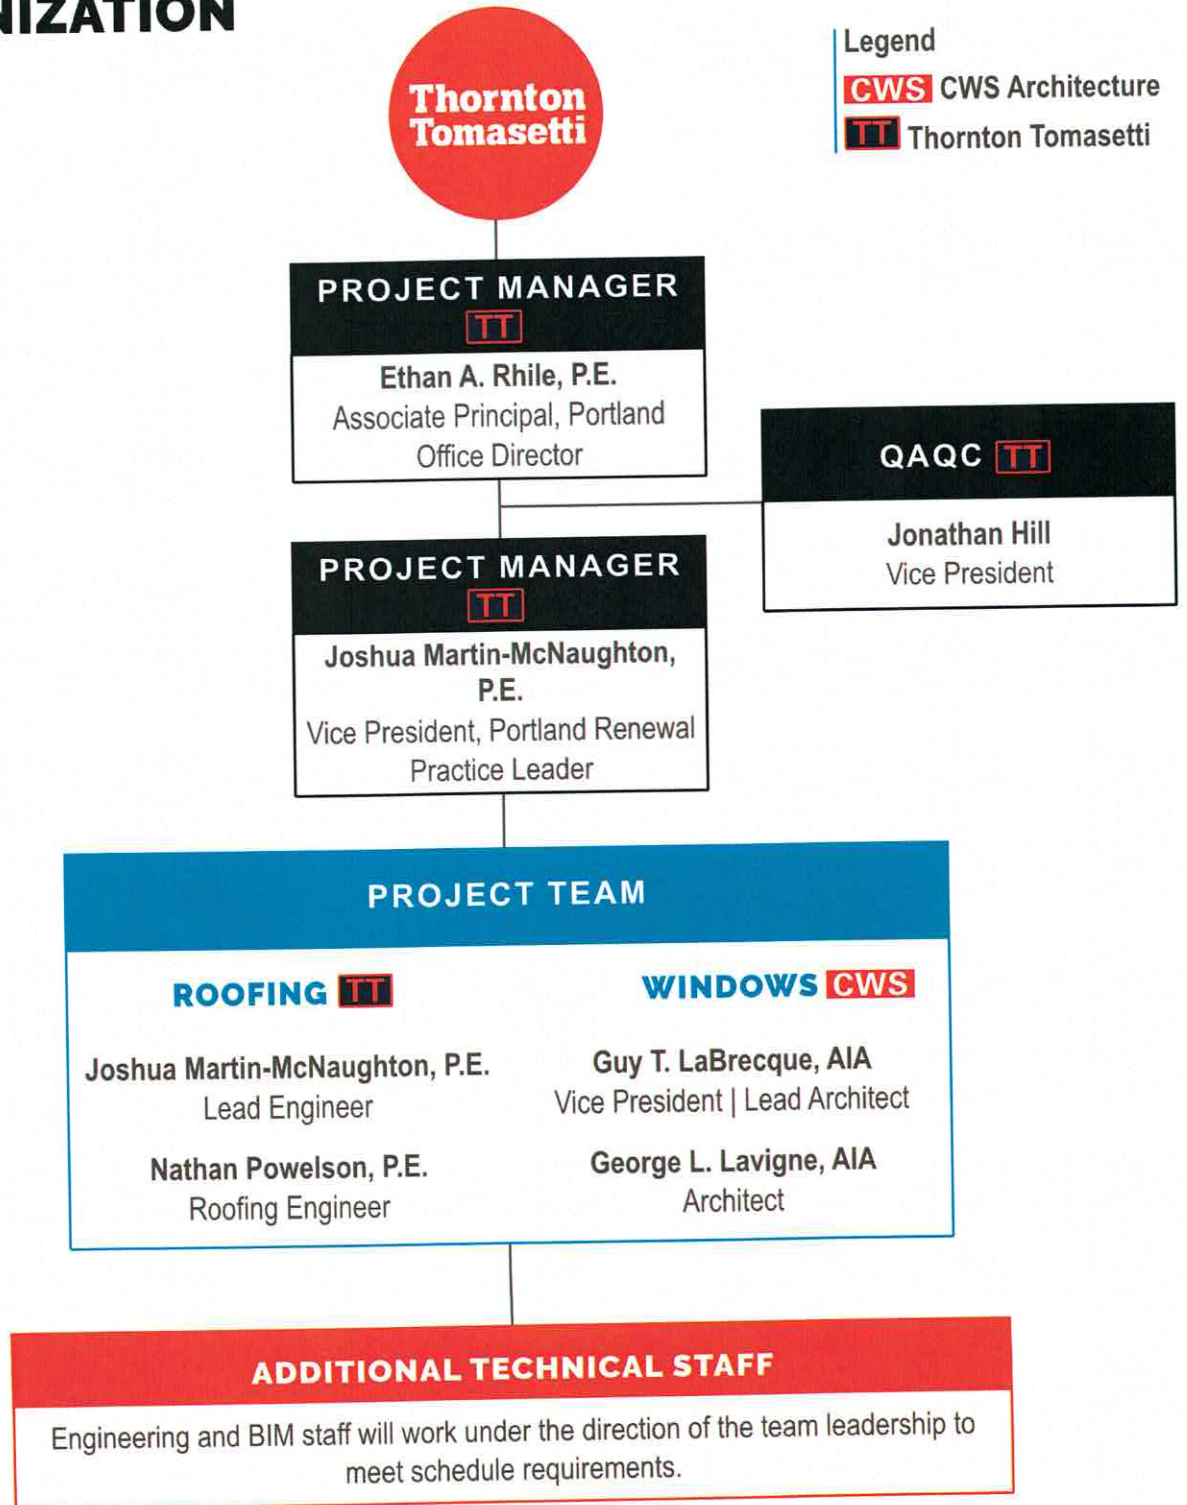 Thornton
Tomasetti
Legend
CWS CWS Architecture
TT Thornton Tomasetti
PROJECT MANAGER
TT
Ethan A. Rhile, P.E.
Associate Principal, Portland
Office Director
QAQC TT
Jonathan Hill
Vice President
PROJECT MANAGER
TT
Joshua Martin-McNaughton,
P.E.
Vice President, Portland Renewal
Practice Leader
PROJECT TEAM
ROOFING TT
Joshua Martin-McNaughton, P.E.
Lead Engineer
Nathan Powelson, P.E.
Roofing Engineer
WINDOWS CWS
Guy T. LaBrecque, AIA
Vice President | Lead Architect
George L. Lavigne, AIA
Architect
ADDITIONAL TECHNICAL STAFF
Engineering and BIM staff will work under the direction of the team leadership to
meet schedule requirements.